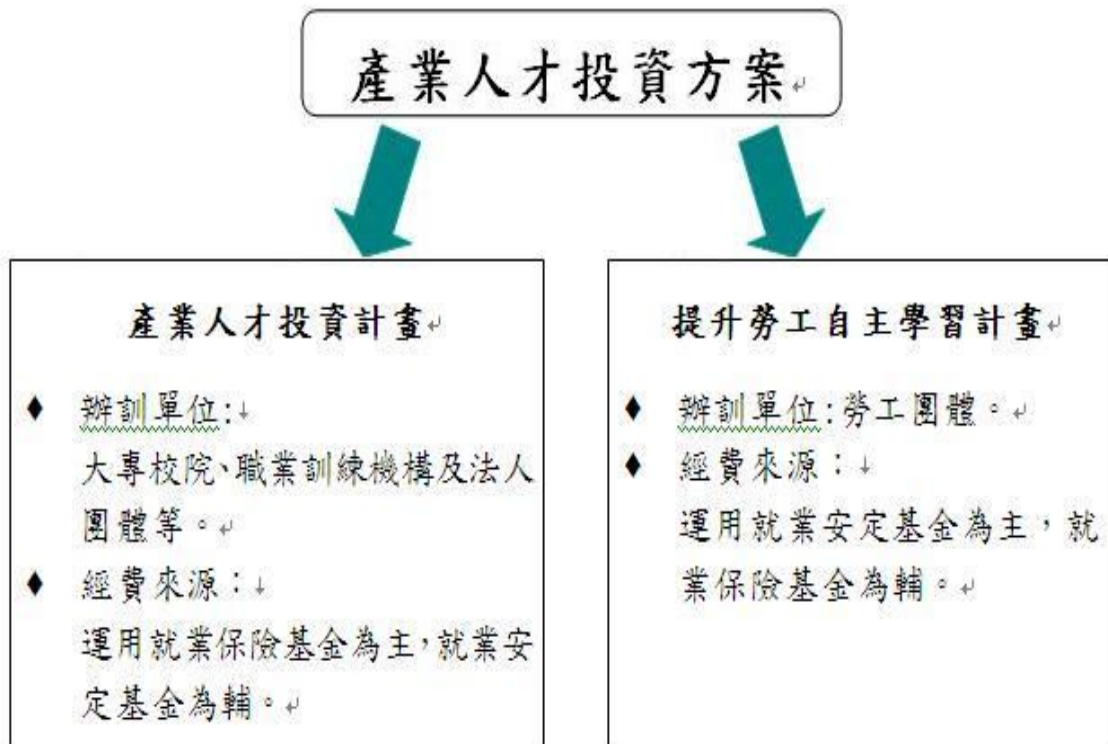 產業人才投資方案
產業人才投資計畫
◆ 辦訓單位:
大專校院、職業訓練機構及法人
團體等。
◆ 經費來源：
運用就業保險基金為主，就業安
定基金為輔。
提升勞工自主學習計畫
◆ 辦訓單位:勞工團體。
◆ 經費來源：
運用就業安定基金為主，就
業保險基金為輔。